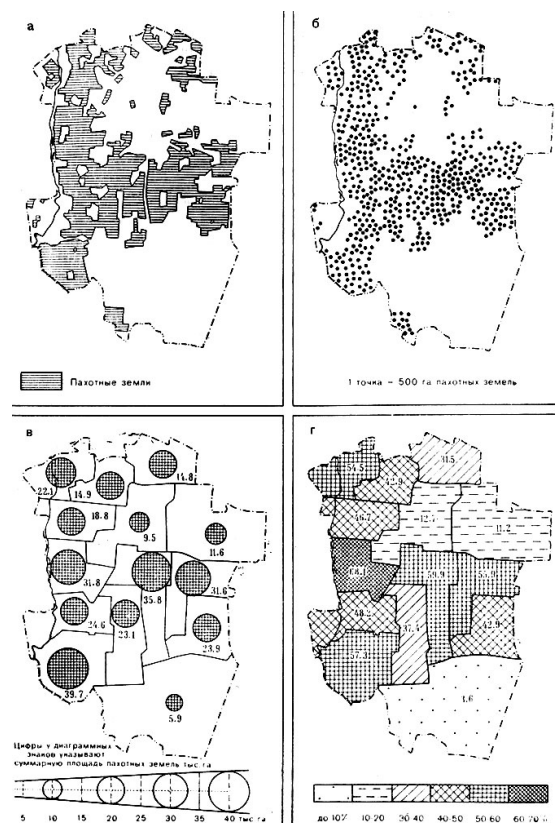 а
Пахотные земли
б
1 точка – 500 га пахотных земель
в
22.1
14.9
14.8
18.8
9.5
11.6
31.8
35.8
31.6
24.6
23.1
23.9
39.7
5.9
Цифры у диаграммных
знаков указывают
суммарную площадь пахотных земель тыс. га
5 10 15 20 25 30 35 40 тыс. га
г
54.5
42.9
31.5
46.7
11.2
68.1
59.9
48.2
37.4
42.9
57.3
до 10% 10-20 30-40 40-50 50-60 60-70%